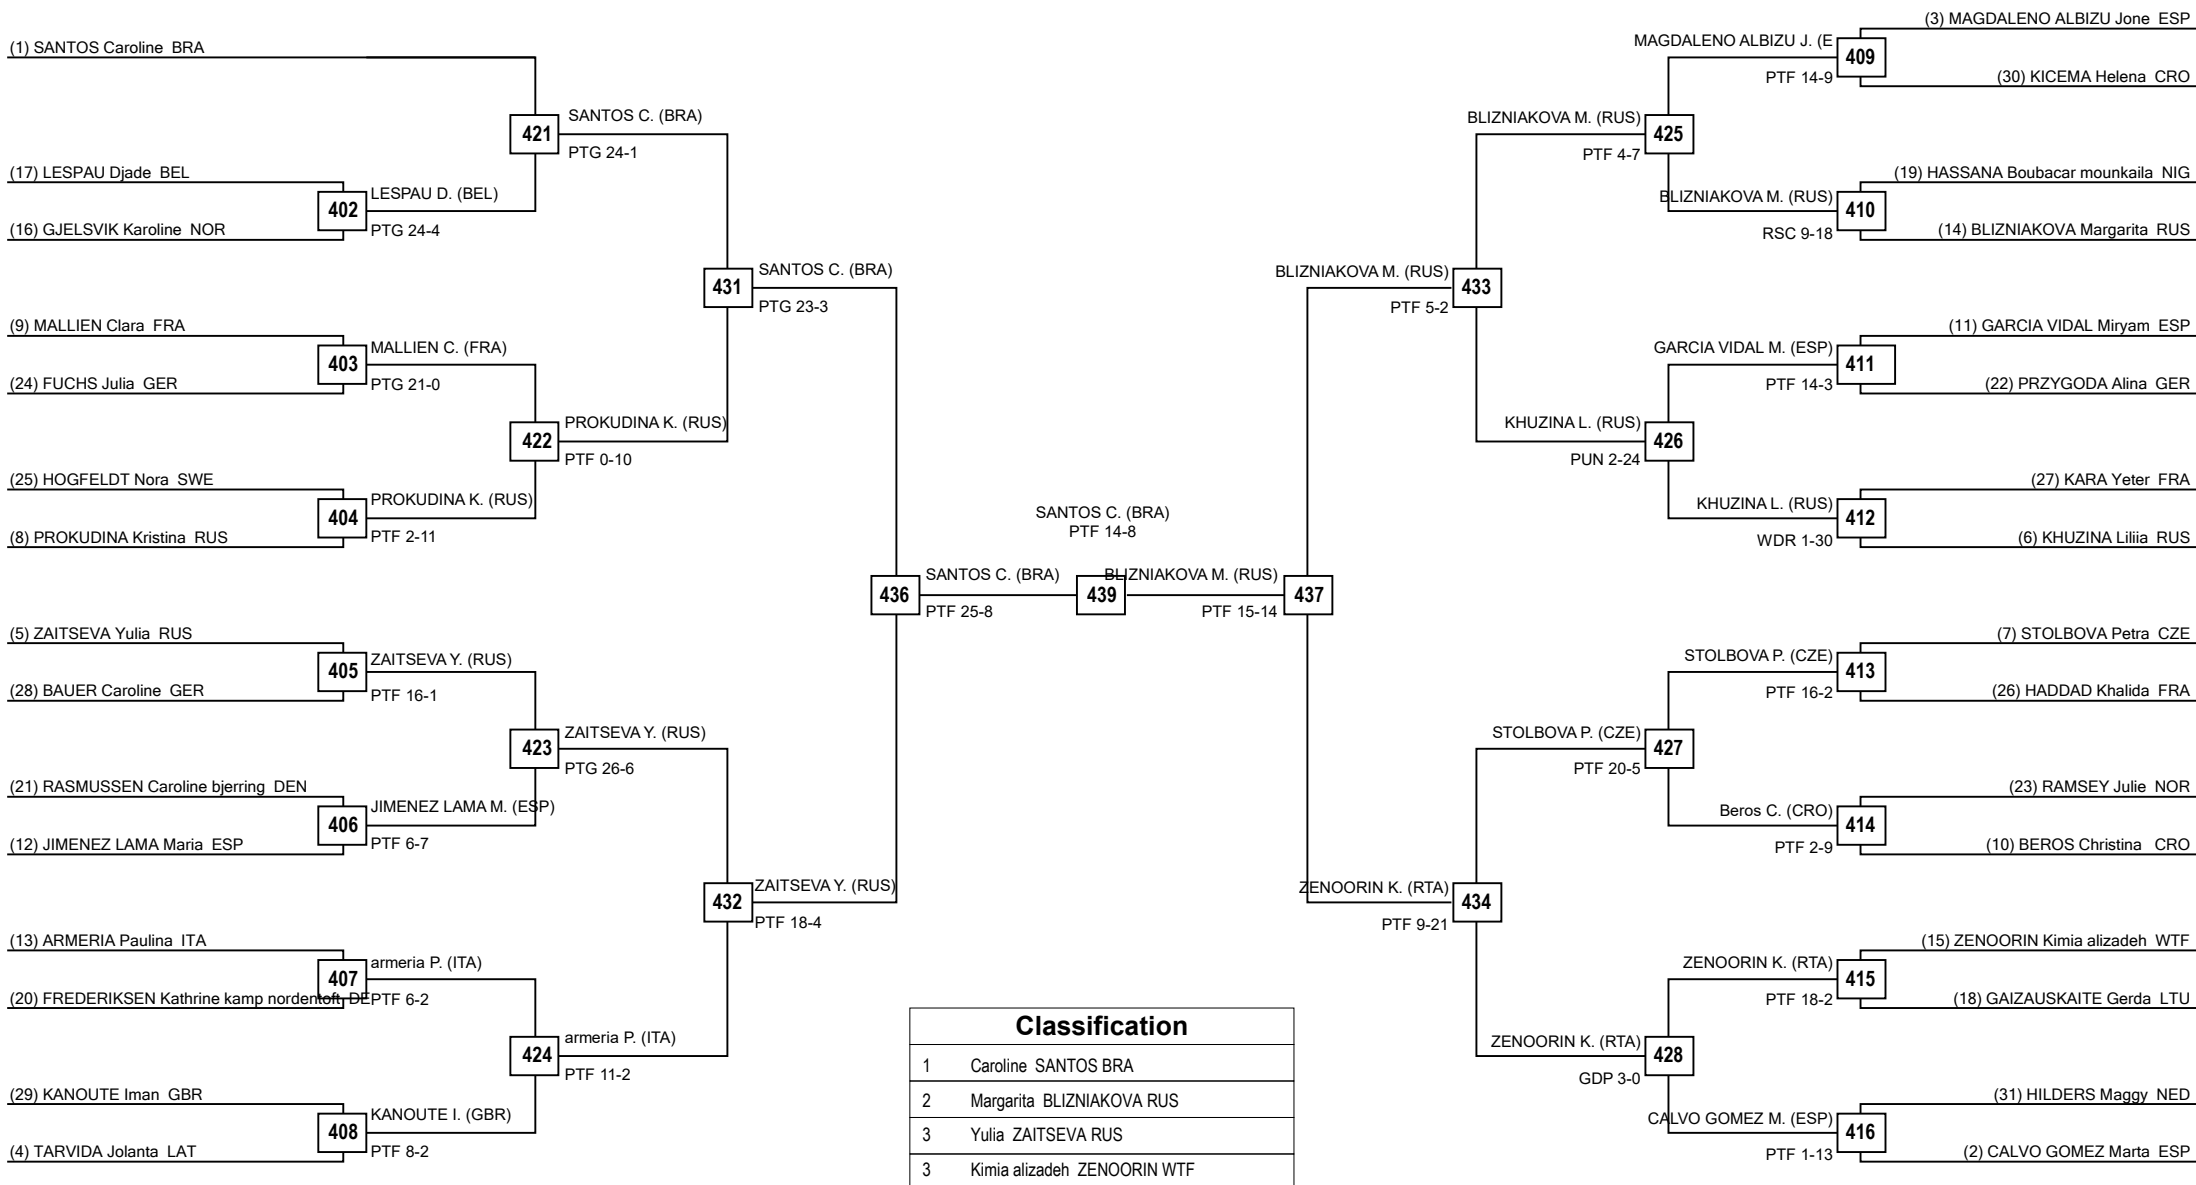 (1) SANTOS Caroline BRA
421
SANTOS C. (BRA)
PTG 24-1
(17) LESPAU Djade BEL
402
LESPAU D. (BEL)
PTG 24-4
(16) GJELSVIK Karoline NOR
431
SANTOS C. (BRA)
PTG 23-3
(9) MALLIEN Clara FRA
403
MALLIEN C. (FRA)
PTG 21-0
(24) FUCHS Julia GER
422
PROKUDINA K. (RUS)
PTF 0-10
(25) HOGFELDT Nora SWE
404
PROKUDINA K. (RUS)
PTF 2-11
(8) PROKUDINA Kristina RUS
436
SANTOS C. (BRA)
PTF 25-8
(5) ZAITSEVA Yulia RUS
405
ZAITSEVA Y. (RUS)
PTF 16-1
(28) BAUER Caroline GER
423
ZAITSEVA Y. (RUS)
PTG 26-6
(21) RASMUSSEN Caroline bjerring DEN
406
JIMENEZ LAMA M. (ESP)
PTF 6-7
(12) JIMENEZ LAMA Maria ESP
432
ZAITSEVA Y. (RUS)
PTF 18-4
(13) ARMERIA Paulina ITA
407
armeria P. (ITA)
PTF 6-2
(20) FREDERIKSEN Kathrine kamp nordentoft DE
424
armeria P. (ITA)
PTF 11-2
(29) KANOUTE Iman GBR
408
KANOUTE I. (GBR)
PTF 8-2
(4) TARVIDA Jolanta LAT
SANTOS C. (BRA)
PTF 14-8
439
BLIZNIAKOVA M. (RUS)
PTF 15-14
437
(3) MAGDALENO ALBIZU Jone ESP
MAGDALENO ALBIZU J. (E
409
PTF 14-9
(30) KICEMA Helena CRO
BLIZNIAKOVA M. (RUS)
425
PTF 4-7
(19) HASSANA Boubacar mounkaila NIG
BLIZNIAKOVA M. (RUS)
410
RSC 9-18
(14) BLIZNIAKOVA Margarita RUS
BLIZNIAKOVA M. (RUS)
433
PTF 5-2
(11) GARCIA VIDAL Miryam ESP
GARCIA VIDAL M. (ESP)
411
PTF 14-3
(22) PRZYGODA Alina GER
KHUZINA L. (RUS)
426
PUN 2-24
(27) KARA Yeter FRA
KHUZINA L. (RUS)
412
WDR 1-30
(6) KHUZINA Liliia RUS
(7) STOLBOVA Petra CZE
STOLBOVA P. (CZE)
413
PTF 16-2
(26) HADDAD Khalida FRA
STOLBOVA P. (CZE)
427
PTF 20-5
(23) RAMSEY Julie NOR
Beros C. (CRO)
414
PTF 2-9
(10) BEROS Christina CRO
ZENOORIN K. (RTA)
434
PTF 9-21
(15) ZENOORIN Kimia alizadeh WTF
ZENOORIN K. (RTA)
415
PTF 18-2
(18) GAIZAUSKAITE Gerda LTU
ZENOORIN K. (RTA)
428
GDP 3-0
(31) HILDERS Maggy NED
CALVO GOMEZ M. (ESP)
416
PTF 1-13
(2) CALVO GOMEZ Marta ESP
Classification
1 Caroline SANTOS BRA
2 Margarita BLIZNIAKOVA RUS
3 Yulia ZAITSEVA RUS
3 Kimia alizadeh ZENOORIN WTF